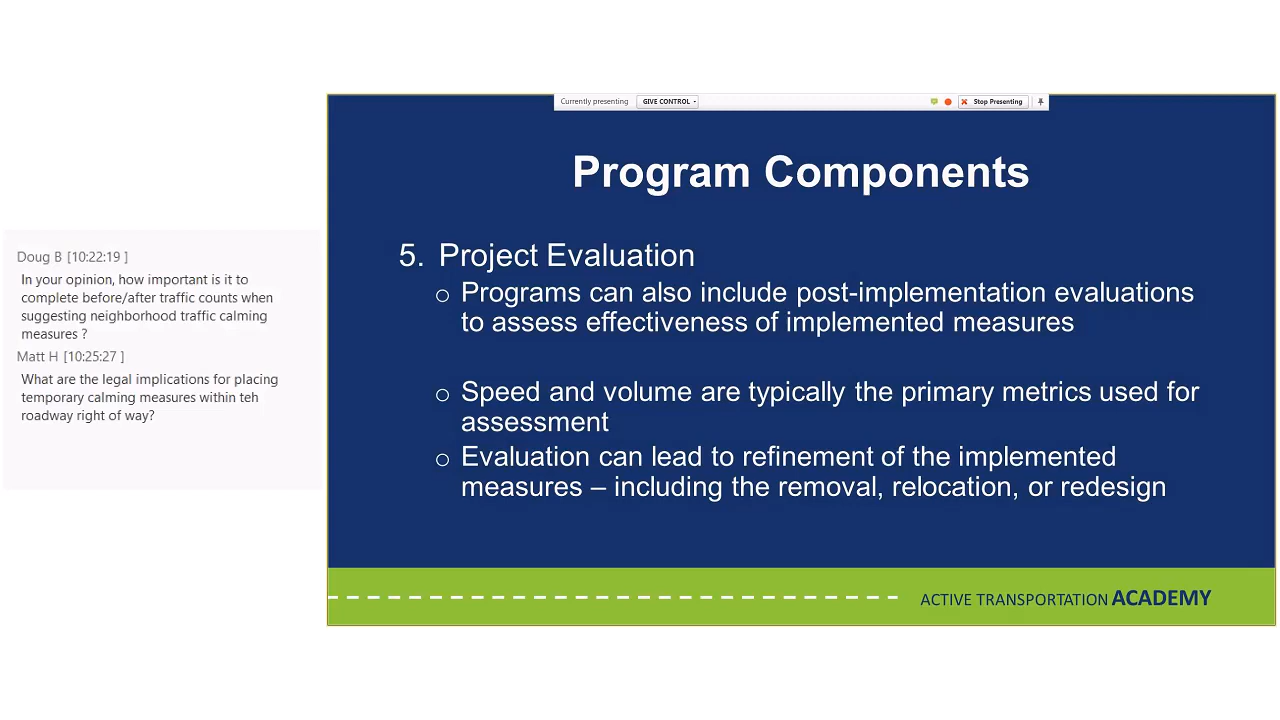 Doug B [10:22:19 ]
In your opinion, how important is it to
complete before/after traffic counts when
suggesting neighborhood traffic calming
measures ?
Matt H [10:25:27 ]
What are the legal implications for placing
temporary calming measures within teh
roadway right of way?
Currently presenting GIVE CONTROL Stop Presenting
Program Components
5. Project Evaluation
o Programs can also include post-implementation evaluations
to assess effectiveness of implemented measures
o Speed and volume are typically the primary metrics used for
assessment
o Evaluation can lead to refinement of the implemented
measures – including the removal, relocation, or redesign
ACTIVE TRANSPORTATION ACADEMY